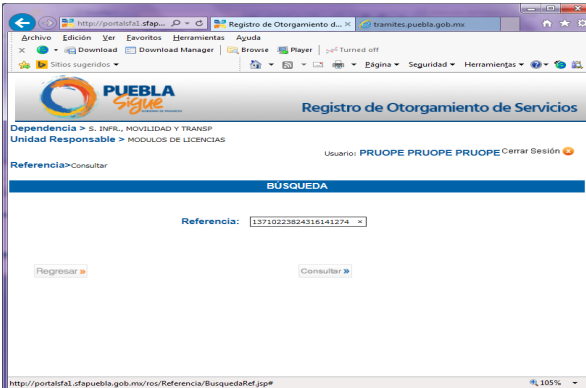 http://portalsfa1.sfap...
Registro de Otorgamiento d...
tramites.puebla.gob.mx
Archivo Edición Ver Favoritos Herramientas Ayuda
Download Download Manager Browse Player Turned off
Sitios sugeridos Página Seguridad Herramientas
PUEBLA
Sigue
Registro de Otorgamiento de Servicios
Dependencia > S. INFR., MOVILIDAD Y TRANSP
Unidad Responsable > MODULOS DE LICENCIAS
Usuario: PRUOPE PRUOPE PRUOPE Cerrar Sesión
Referencia>Consultar
BÚSQUEDA
Referencia: 13710223824316141274 ×
Regresar » Consultar »
http://portalsfa1.sfapuebla.gob.mx/ros/Referencia/BusquedaRef.jsp#
105%